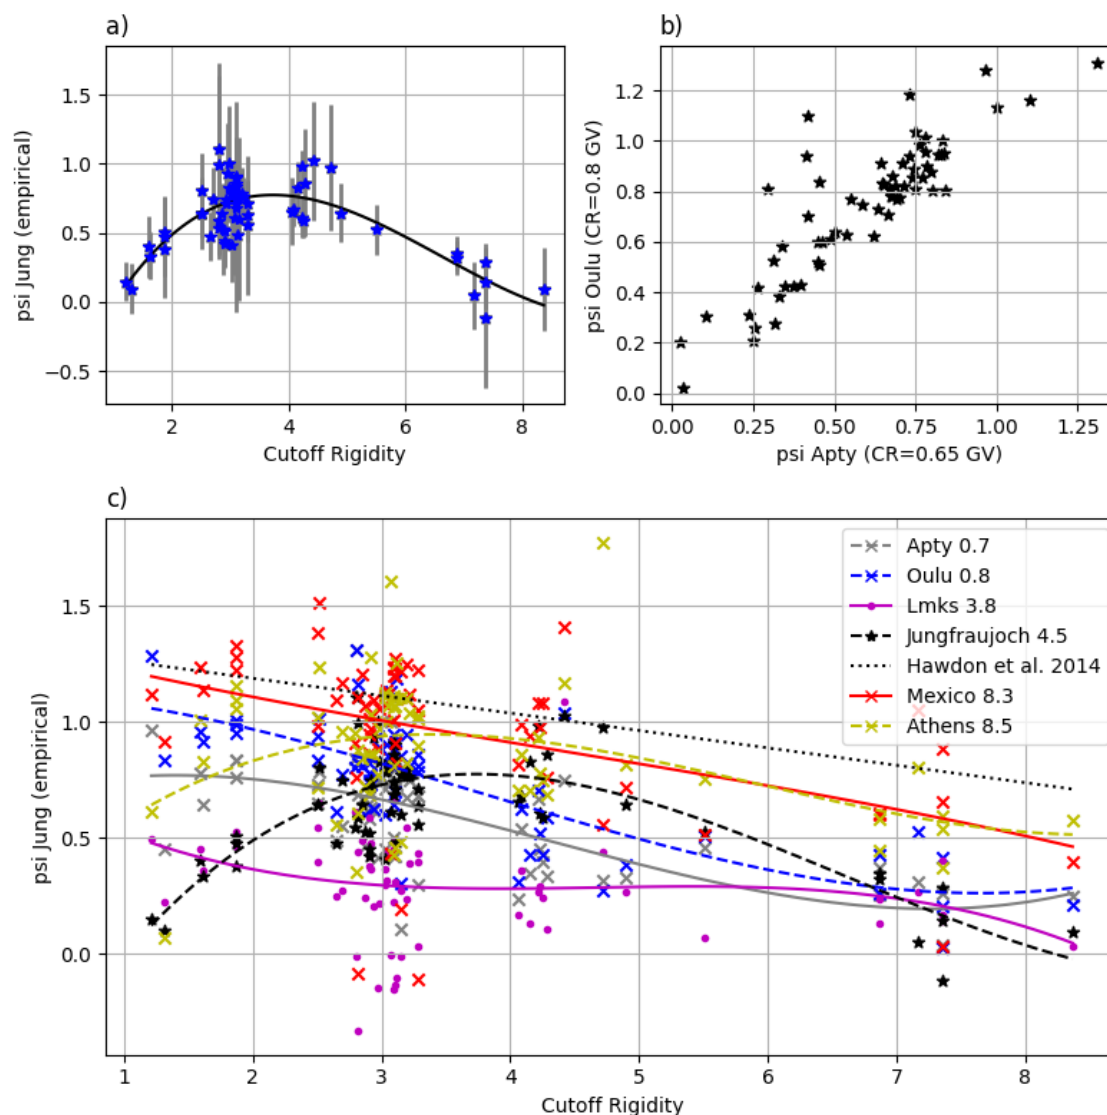 a)
psi Jung (empirical)
1.5
1.0
0.5
0.0
−0.5
2 4 6 8
Cutoff Rigidity
b)
psi Oulu (CR=0.8 GV)
1.2
1.0
0.8
0.6
0.4
0.2
0.0
0.00 0.25 0.50 0.75 1.00 1.25
psi Apty (CR=0.65 GV)
c)
psi Jung (empirical)
1.5
1.0
0.5
0.0
1 2 3 4 5 6 7 8
Cutoff Rigidity
Apty 0.7
Oulu 0.8
Lmks 3.8
Jungfraujoch 4.5
Hawdon et al. 2014
Mexico 8.3
Athens 8.5